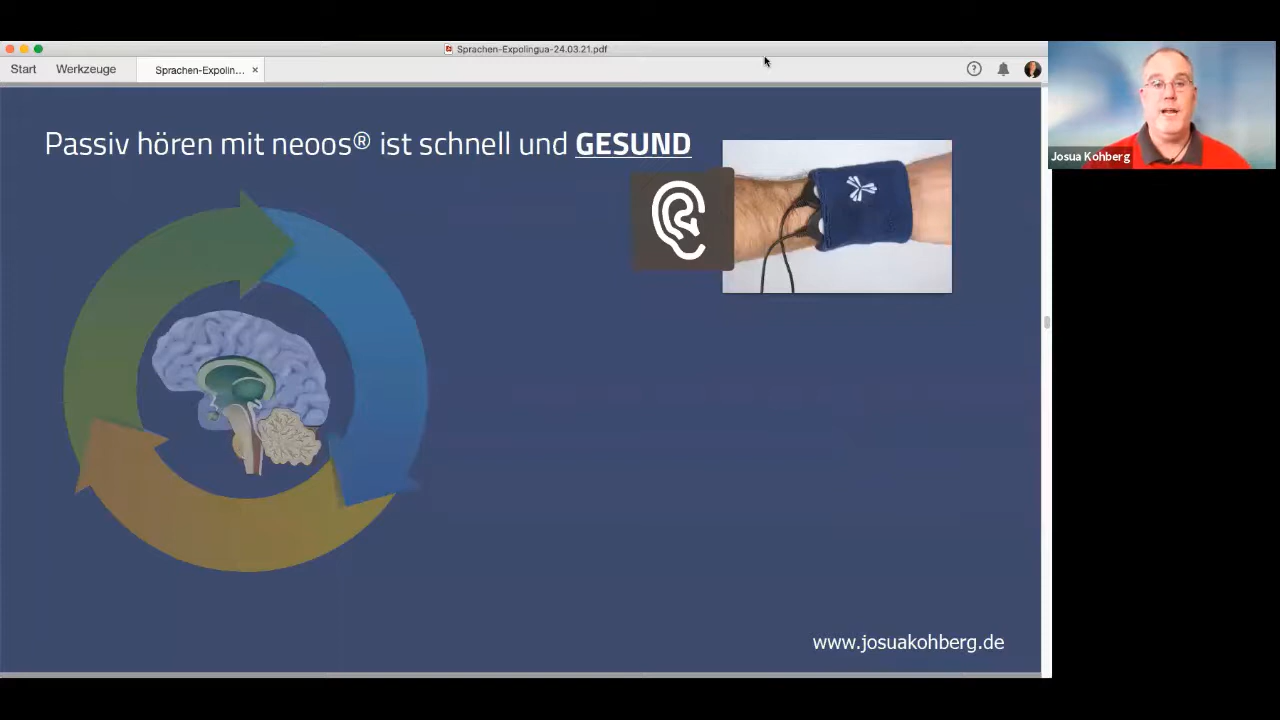 Sprachen-Expolingua-24.03.21.pdf
Start Werkzeuge Sprachen-Expolin... ×
Passiv hören mit neoos® ist schnell und GESUND
Josua Kohberg
www.josuakohberg.de